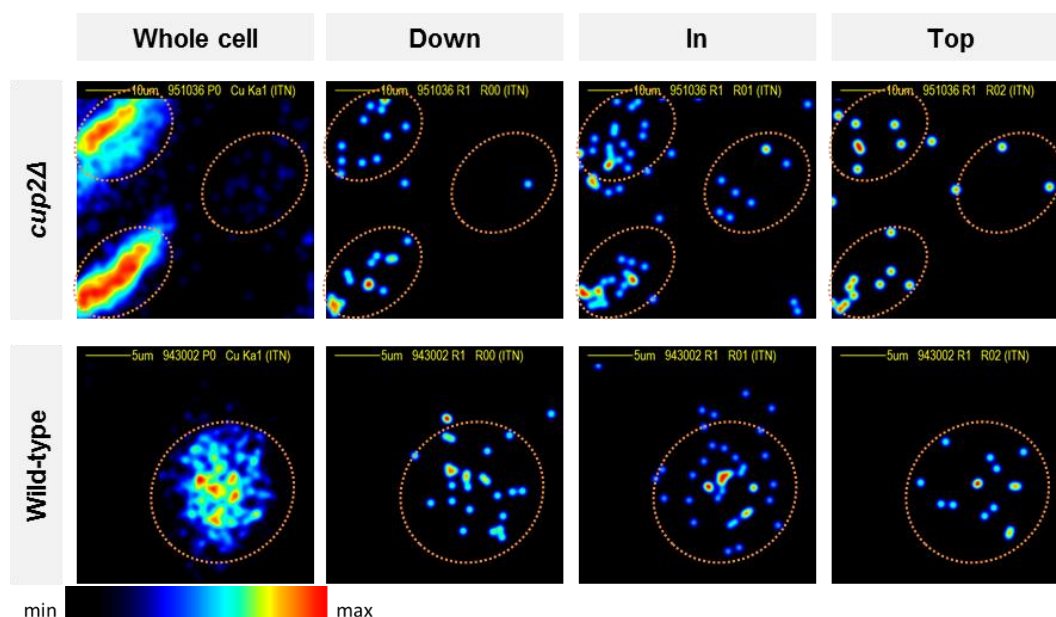 Whole cell
Down
In
Top
cup2Δ
10um 951036 P0 Cu Ka1 (ITN)
10um 951036 R1 R00 (ITN)
10um 951036 R1 R01 (ITN)
10um 951036 R1 R02 (ITN)
Wild-type
5um 943002 P0 Cu Ka1 (ITN)
5um 943002 R1 R00 (ITN)
5um 943002 R1 R01 (ITN)
5um 943002 R1 R02 (ITN)
min
max